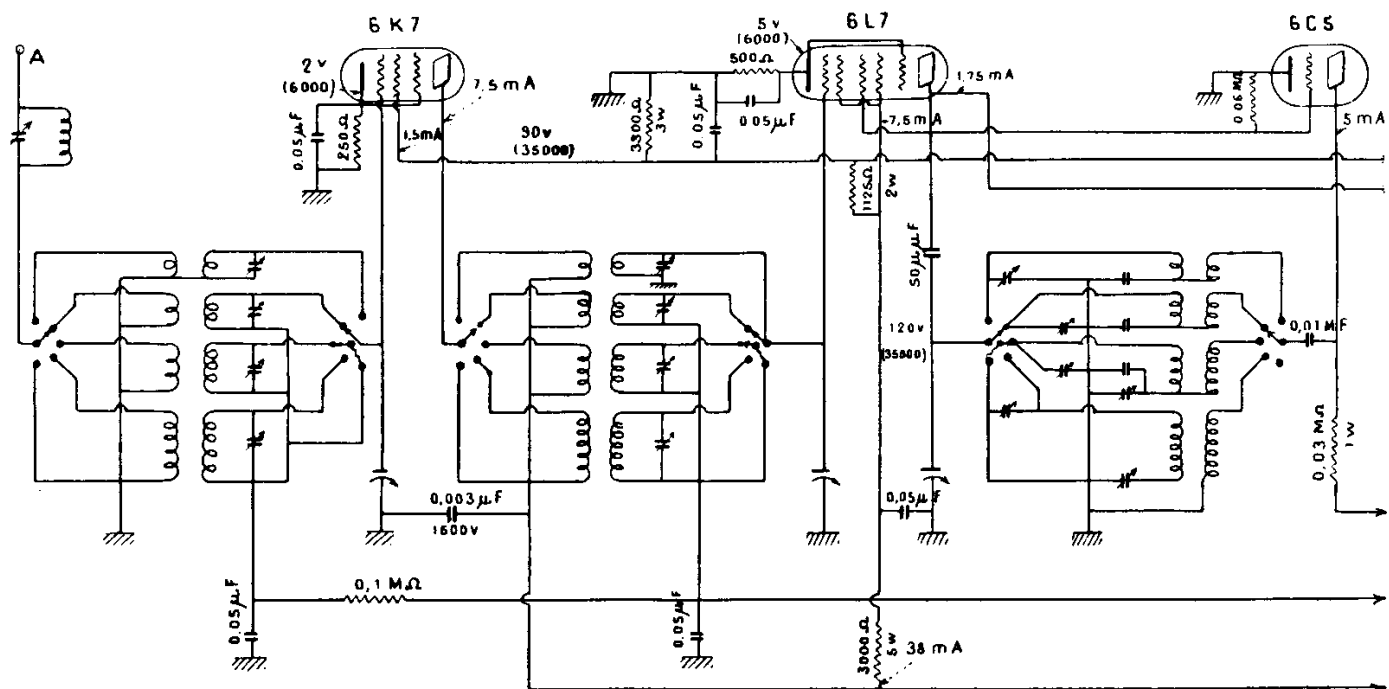 6K7
6L7
6C5
A
2 v
(6000)
7,5 mA
0.05µF
250Ω
1,5mA
90v
(35000)
5 v
(6000)
500Ω
3300Ω
3w
0.05µF
0.05µF
1,75 mA
7,5 mA
0.05 MΩ
5 mA
1125Ω
2w
50µµF
120v
(35000)
0,01 MF
0,03 MΩ
1w
0,003µF
1600v
0,05µF
0,1 MΩ
0.05µF
0.05µF
3000Ω
5w
38 mA